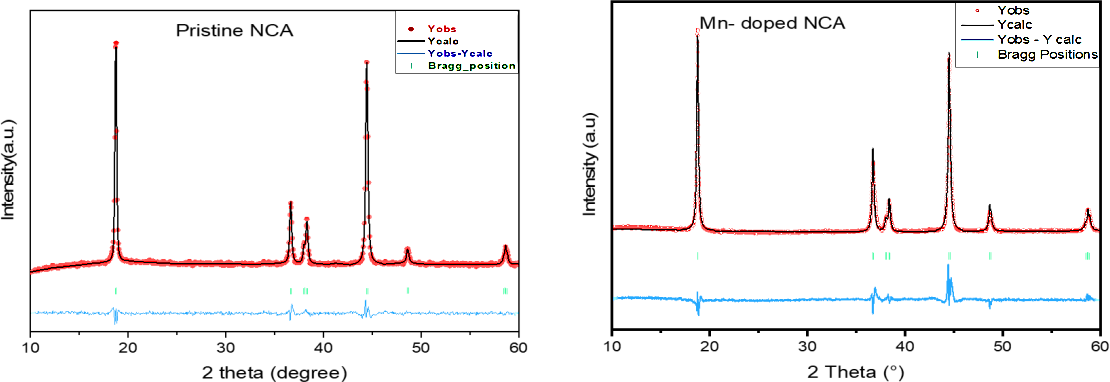 Pristine NCA
Yobs
Ycalc
Yobs-Ycalc
Bragg_position
Intensity(a.u.)
10 20 30 40 50 60
2 theta (degree)
Mn- doped NCA
Yobs
Ycalc
Yobs - Y calc
Bragg Positions
Intensity (a.u)
10 20 30 40 50 60
2 Theta (°)